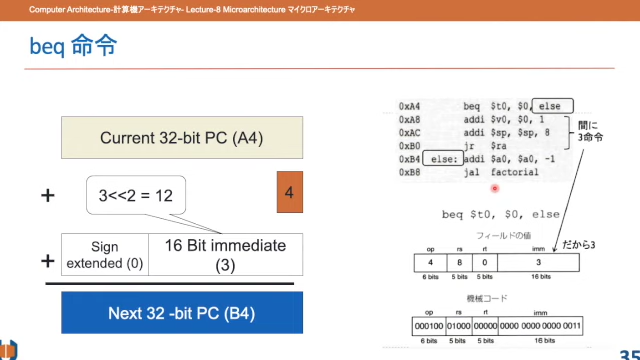 Computer Architecture-計算機アーキテクチャ- Lecture-8 Microarchitecture マイクロアーキテクチャ
beq 命令
Current 32-bit PC (A4)
+
3<<2 = 12
4
+
Sign extended (0)
16 Bit immediate (3)
Next 32 -bit PC (B4)
0xA4 beq $t0, $0, else
0xA8 addi $v0, $0, 1
0xAC addi $sp, $sp, 8
0xB0 jr $ra
0xB4 else: addi $a0, $a0, -1
0xB8 jal factorial
間に
3命令
beq $t0, $0, else
フィールドの値
だから3
op rs rt imm
4 8 0 3
6 bits 5 bits 5 bits 16 bits
機械コード
op rs rt imm
000100 01000 00000 0000 0000 0000 0011
6 bits 5 bits 5 bits 16 bits
35